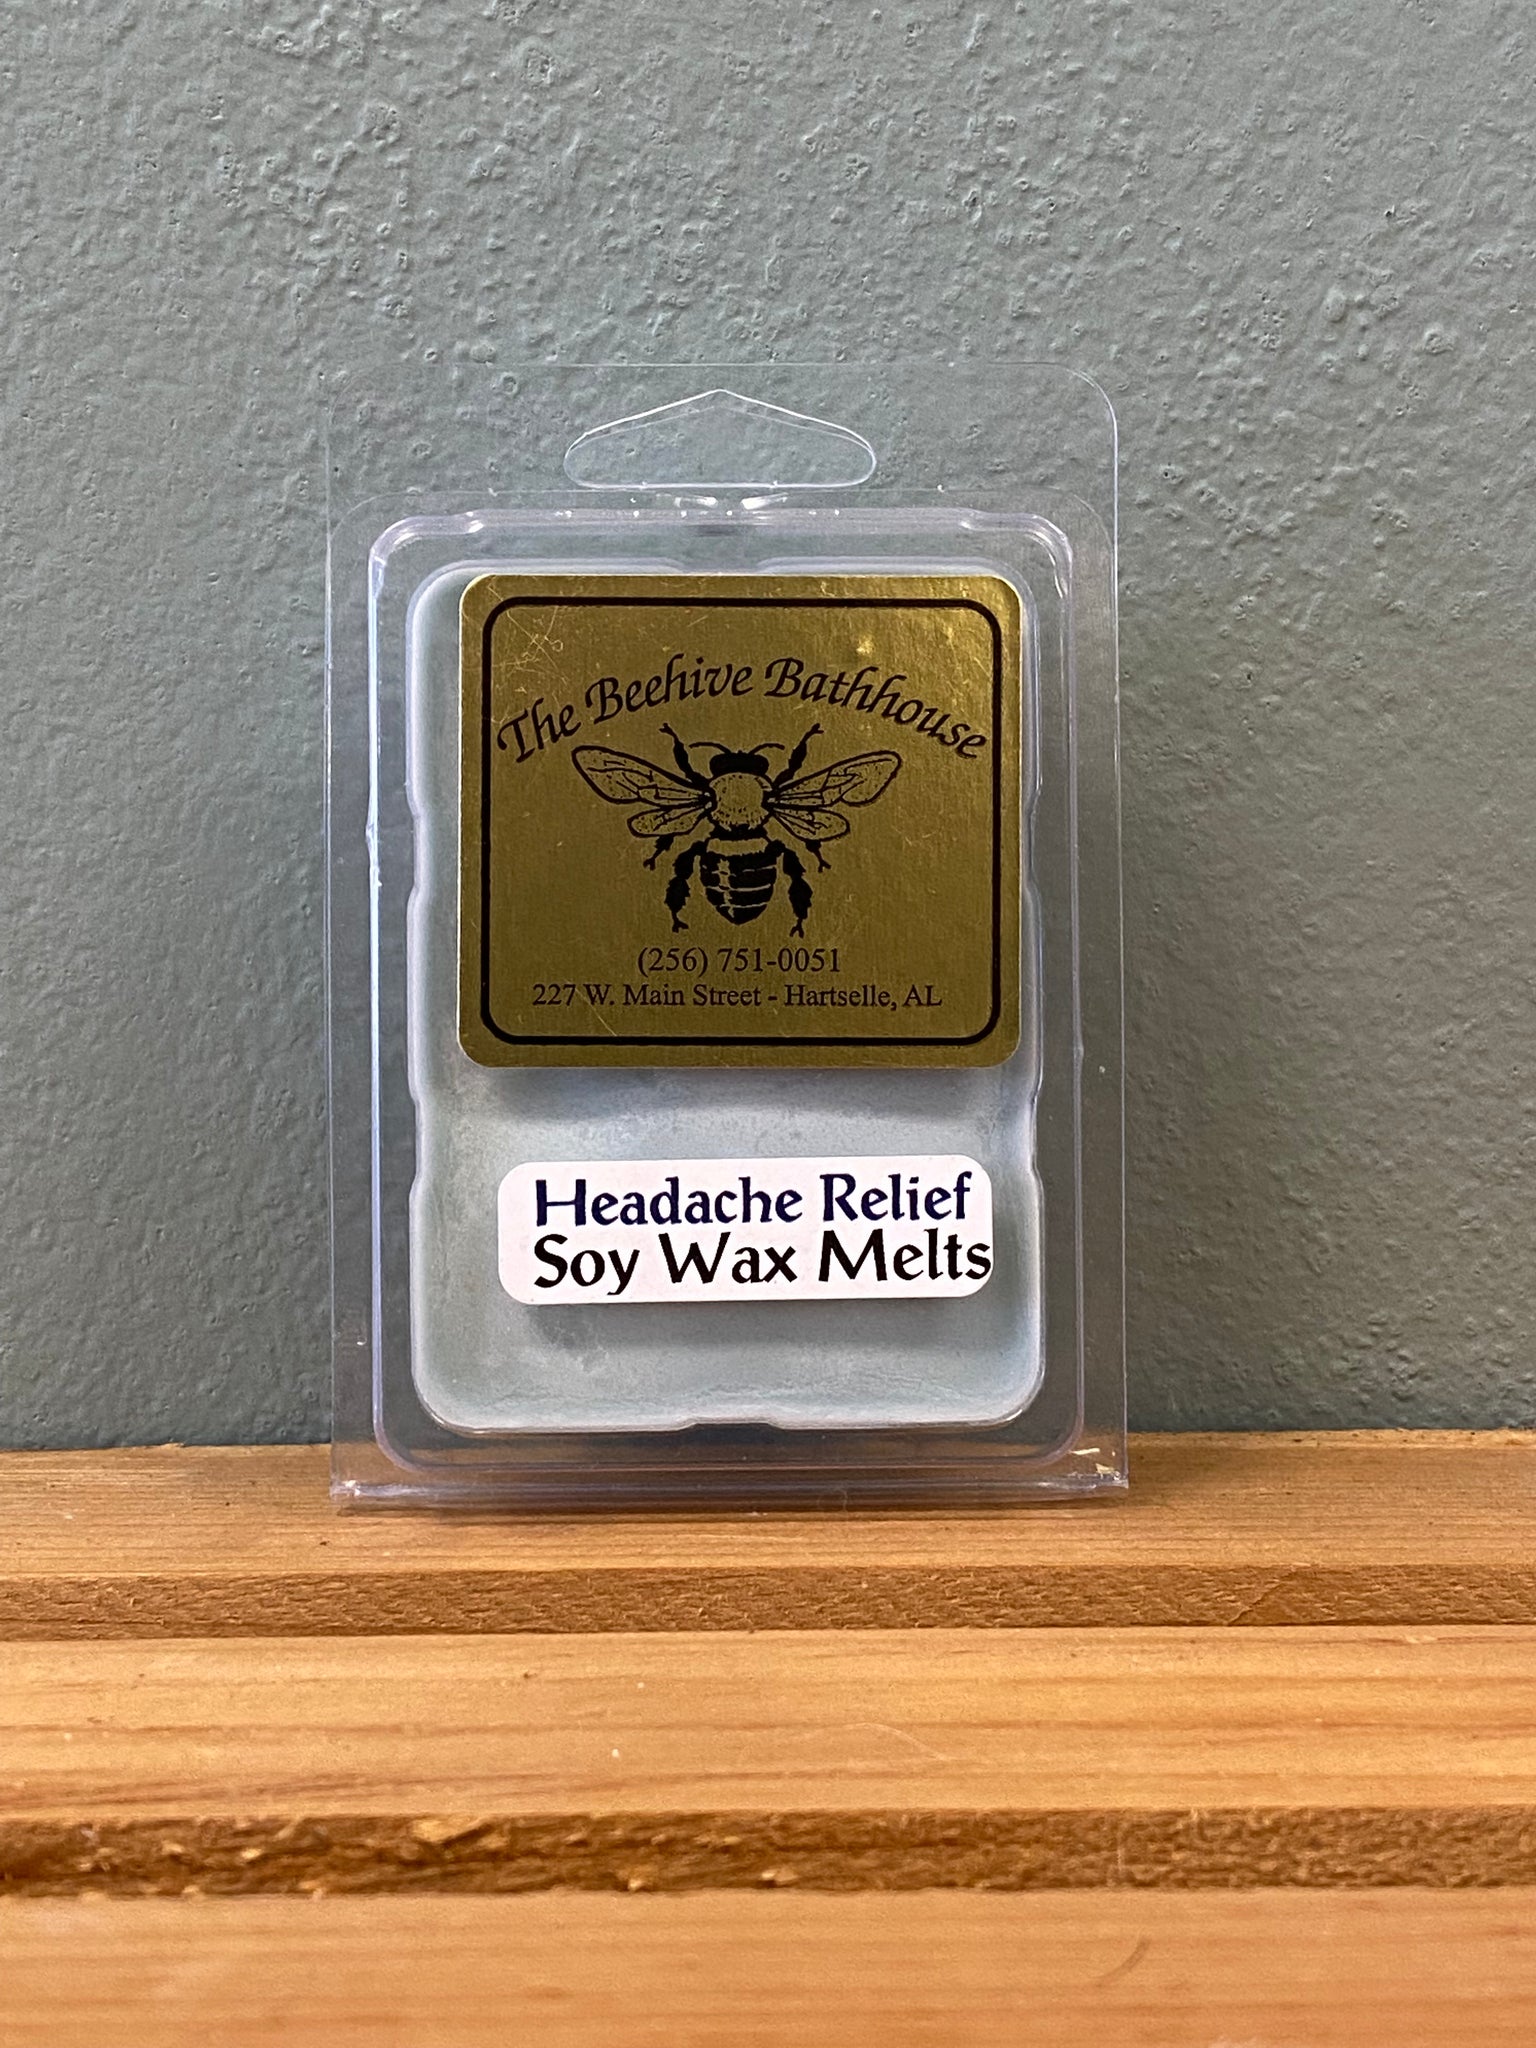 The Beehive Bathhouse
(256) 751-0051
227 W. Main Street - Hartselle, AL
Headache Relief
Soy Wax Melts